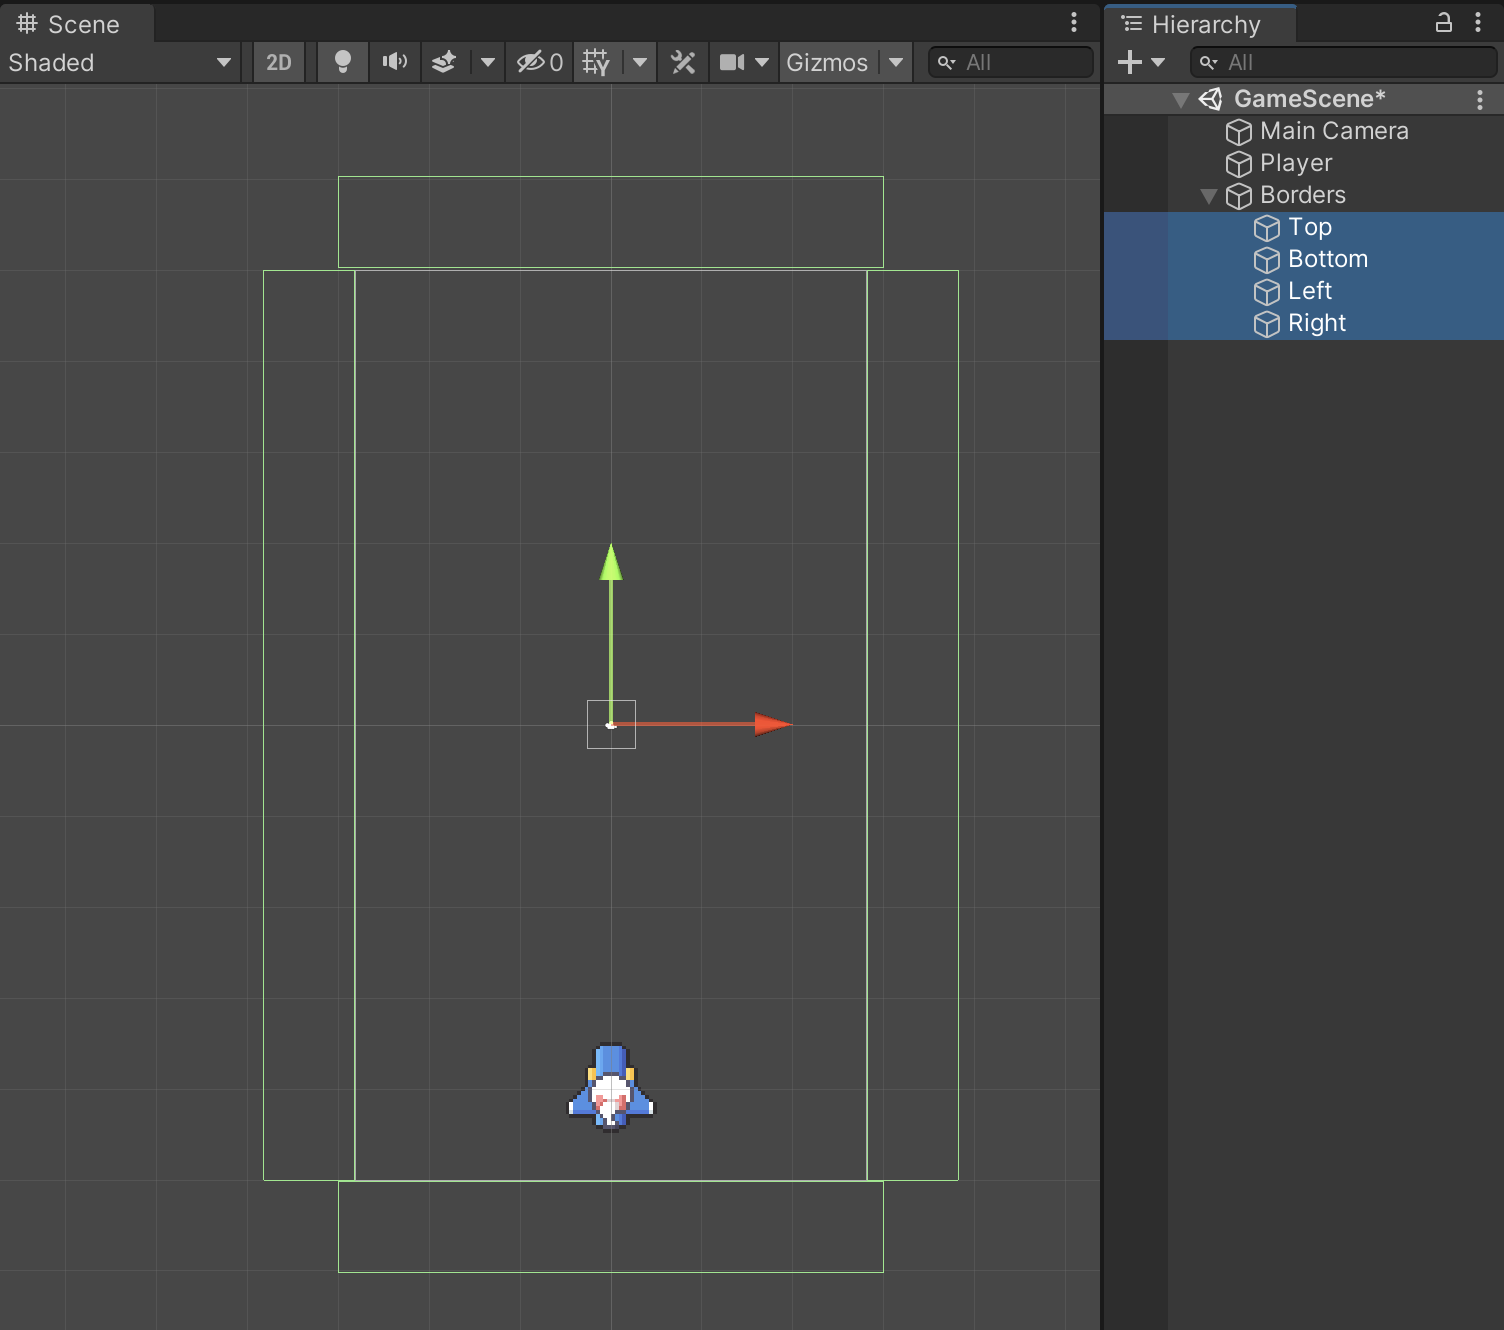 Scene
Shaded
2D
0
Gizmos
All
Hierarchy
All
GameScene*
Main Camera
Player
Borders
Top
Bottom
Left
Right